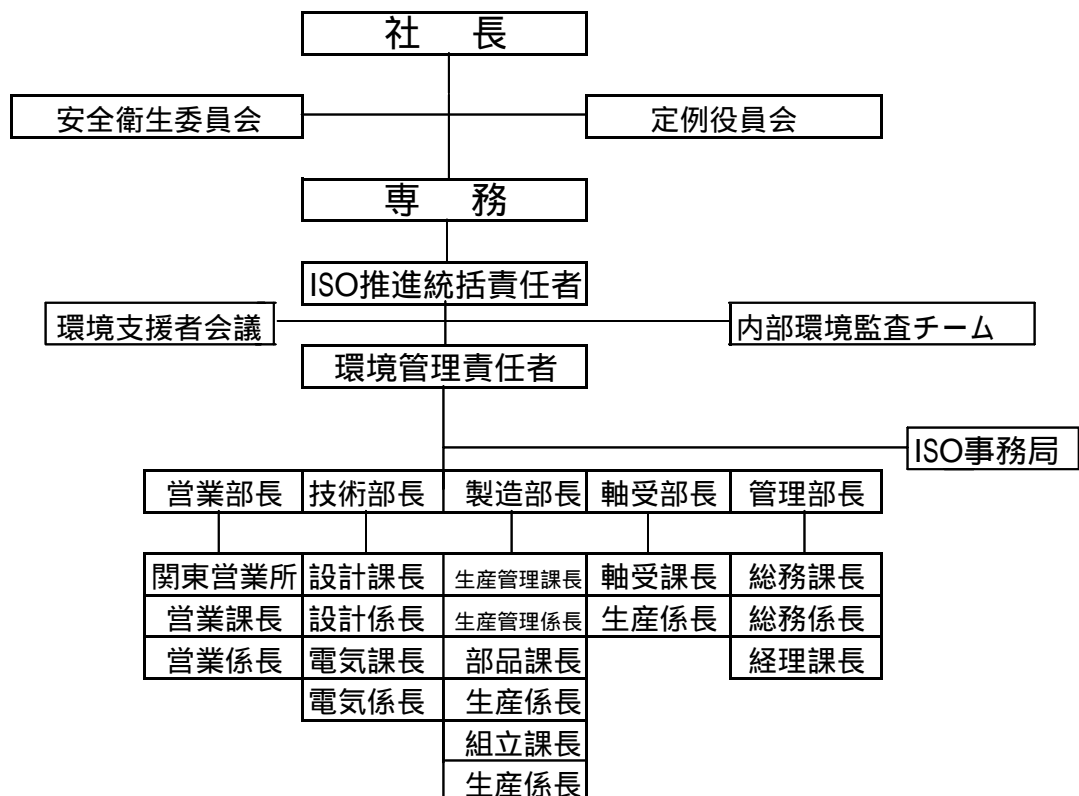 社 長
安全衛生委員会 定例役員会
専 務
ISO推進統括責任者
環境支援者会議 内部環境監査チーム
環境管理責任者
ISO事務局
営業部長 技術部長 製造部長 軸受部長 管理部長
関東営業所 設計課長 生産管理課長 軸受課長 総務課長
営業課長 設計係長 生産管理係長 生産係長 総務係長
営業係長 電気課長 部品課長 経理課長
電気係長 生産係長
組立課長
生産係長